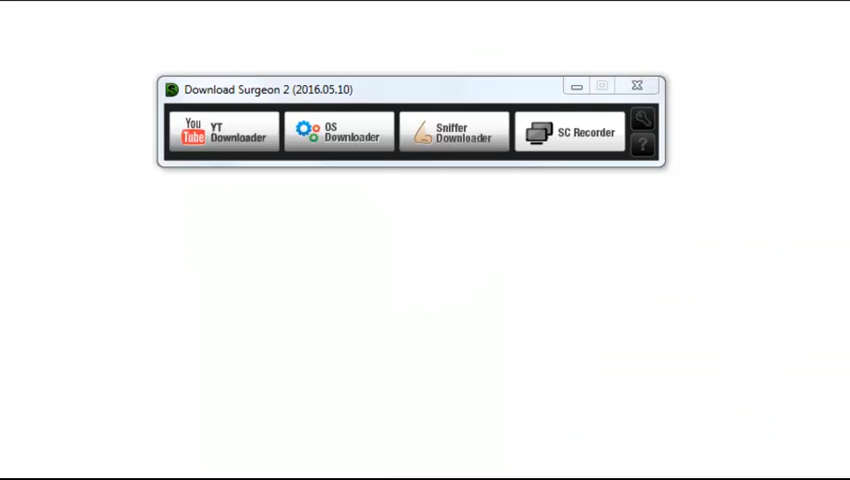 Download Surgeon 2 (2016.05.10)
You
Tube
YT
Downloader
OS
Downloader
Sniffer
Downloader
SC Recorder
?